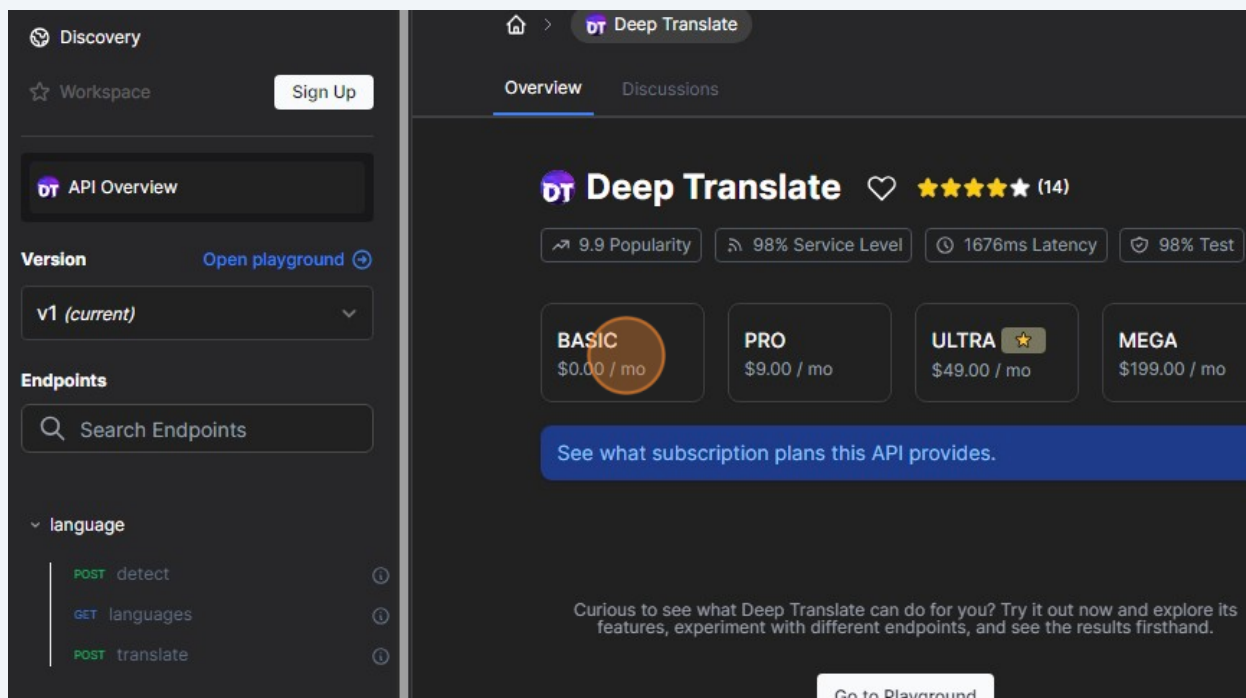 Discovery
Workspace
Sign Up
DT API Overview
Version
Open playground
v1 (current)
Endpoints
Search Endpoints
language
POST detect
GET languages
POST translate
DT Deep Translate
Overview
Discussions
DT Deep Translate (14)
9.9 Popularity
98% Service Level
1676ms Latency
98% Test
BASIC
$0.00 / mo
PRO
$9.00 / mo
ULTRA
$49.00 / mo
MEGA
$199.00 / mo
See what subscription plans this API provides.
Curious to see what Deep Translate can do for you? Try it out now and explore its
features, experiment with different endpoints, and see the results firsthand.
Go to Playground